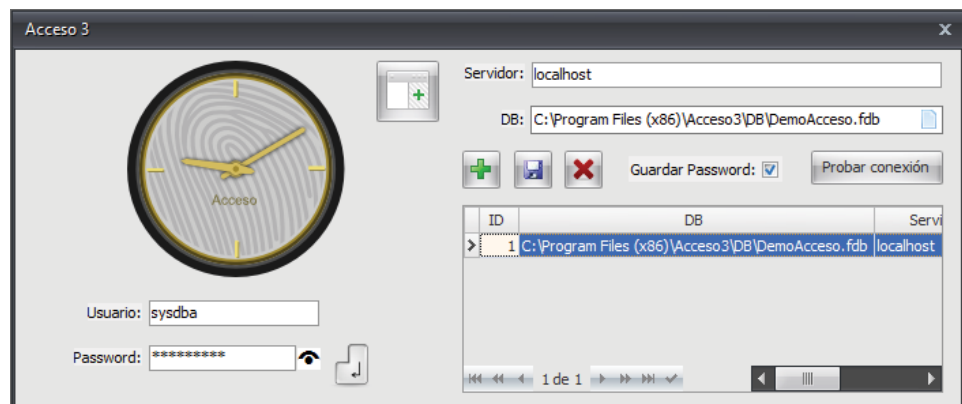 Acceso 3
x
Servidor: localhost
DB: C:\Program Files (x86)\Acceso3\DB\DemoAcceso.fdb
Guardar Password:
Probar conexión
Acceso
ID DB Servi
1 C:\Program Files (x86)\Acceso3\DB\DemoAcceso.fdb localhost
Usuario: sysdba
Password: *********
1 de 1